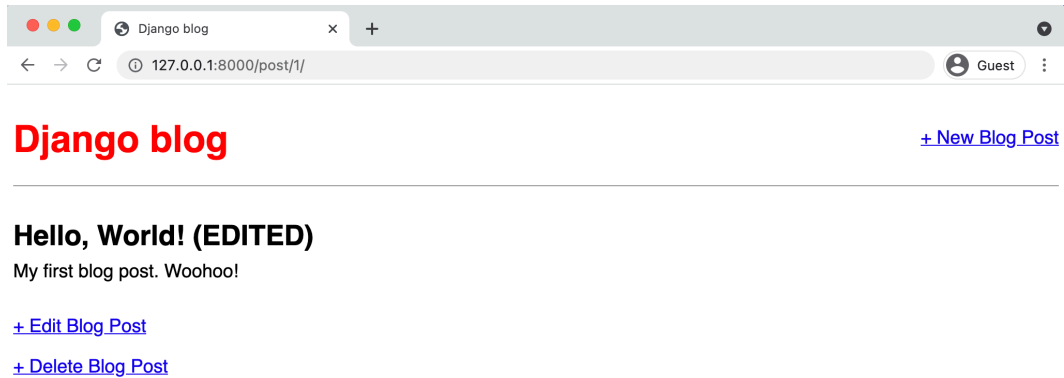 Django blog
127.0.0.1:8000/post/1/
Guest
Django blog
+ New Blog Post
Hello, World! (EDITED)
My first blog post. Woohoo!
+ Edit Blog Post
+ Delete Blog Post